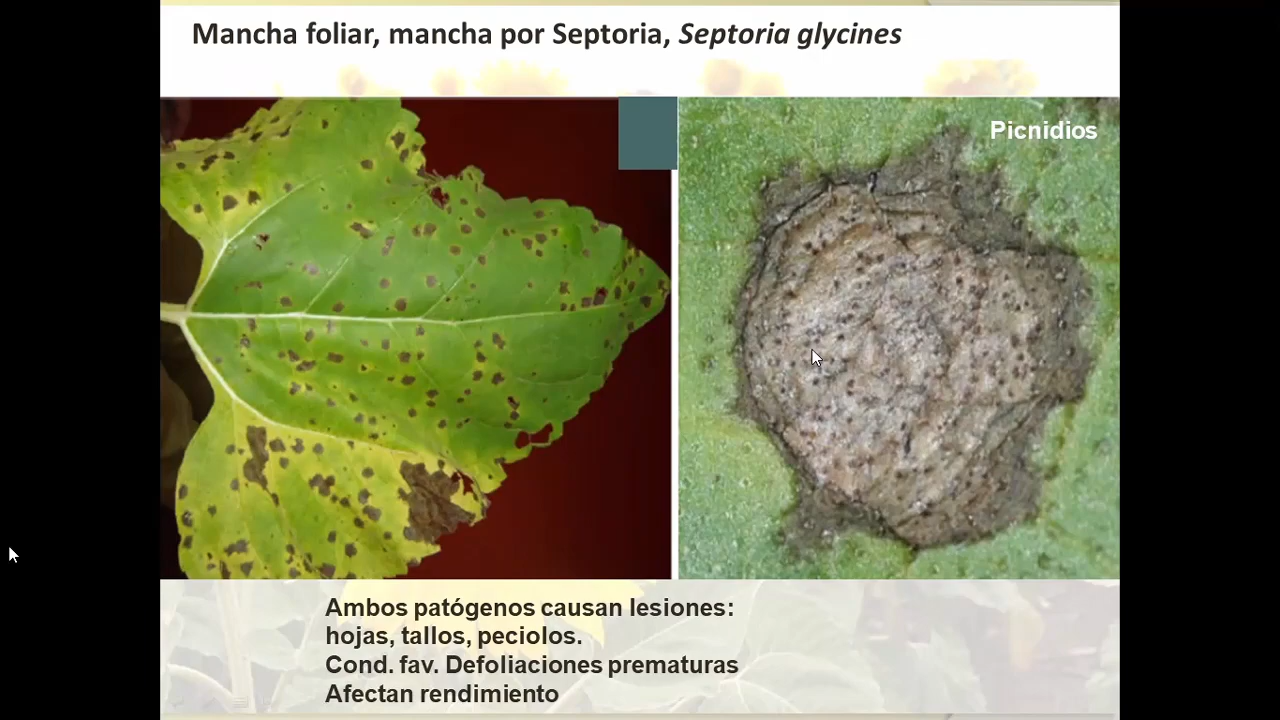 Mancha foliar, mancha por Septoria, Septoria glycines
Picnidios
Ambos patógenos causan lesiones:
hojas, tallos, peciolos.
Cond. fav. Defoliaciones prematuras
Afectan rendimiento